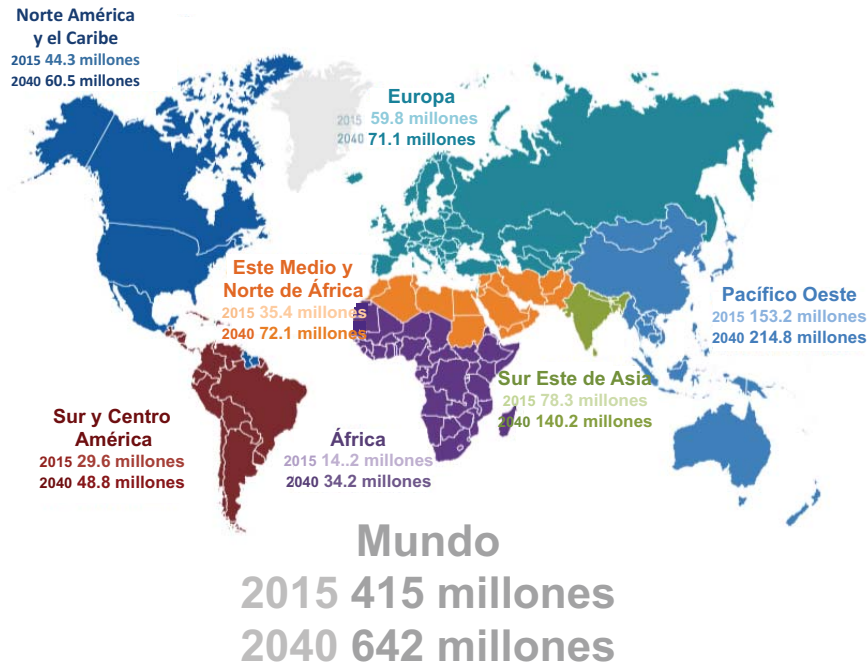 Norte América
y el Caribe
2015 44.3 millones
2040 60.5 millones
Europa
2015 59.8 millones
2040 71.1 millones
Este Medio y
Norte de África
2015 35.4 millones
2040 72.1 millones
Pacífico Oeste
2015 153.2 millones
2040 214.8 millones
Sur Este de Asia
2015 78.3 millones
2040 140.2 millones
Sur y Centro
América
2015 29.6 millones
2040 48.8 millones
África
2015 14..2 millones
2040 34.2 millones
Mundo
2015 415 millones
2040 642 millones